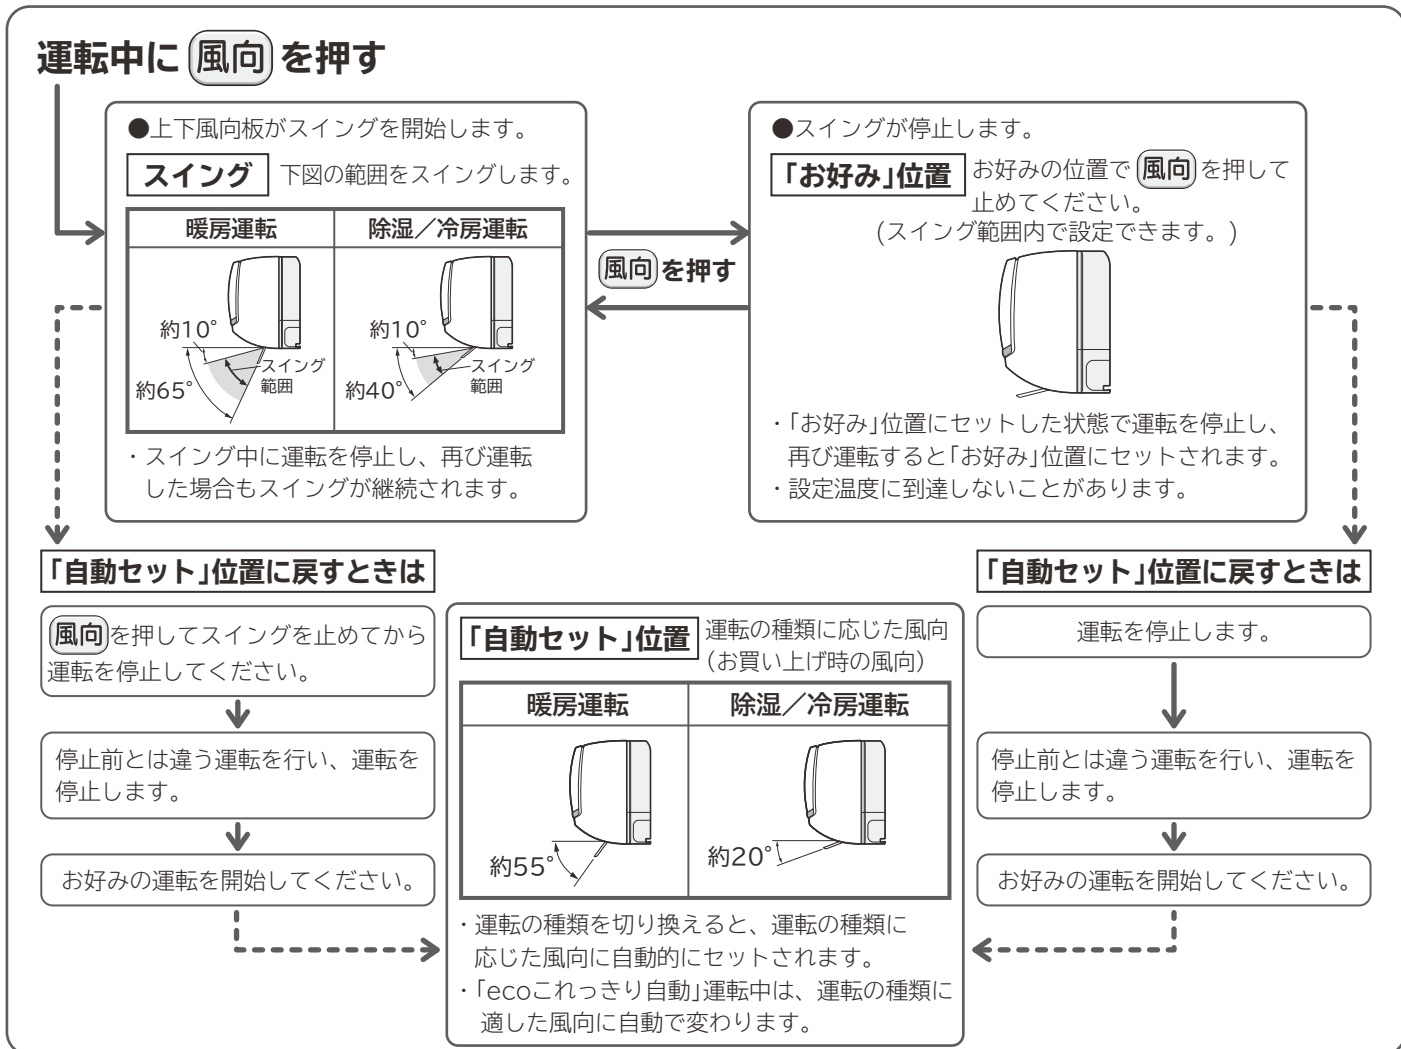 運転中に 風向 を押す
●上下風向板がスイングを開始します。
スイング 下図の範囲をスイングします。
暖房運転 除湿／冷房運転
約10°
スイング
範囲
約65°
約10°
スイング
範囲
約40°
・スイング中に運転を停止し、再び運転
した場合もスイングが継続されます。
風向 を押す
●スイングが停止します。
「お好み」位置 お好みの位置で 風向 を押して
止めてください。
(スイング範囲内で設定できます。)
・「お好み」位置にセットした状態で運転を停止し、
再び運転すると「お好み」位置にセットされます。
・設定温度に到達しないことがあります。
「自動セット」位置に戻すときは
風向 を押してスイングを止めてから
運転を停止してください。
停止前とは違う運転を行い、運転を
停止します。
お好みの運転を開始してください。
「自動セット」位置 運転の種類に応じた風向
(お買い上げ時の風向)
暖房運転 除湿／冷房運転
約55°
約20°
・運転の種類を切り換えると、運転の種類に
応じた風向に自動的にセットされます。
・「ecoこれっきり自動」運転中は、運転の種類に
適した風向に自動で変わります。
「自動セット」位置に戻すときは
運転を停止します。
停止前とは違う運転を行い、運転を
停止します。
お好みの運転を開始してください。